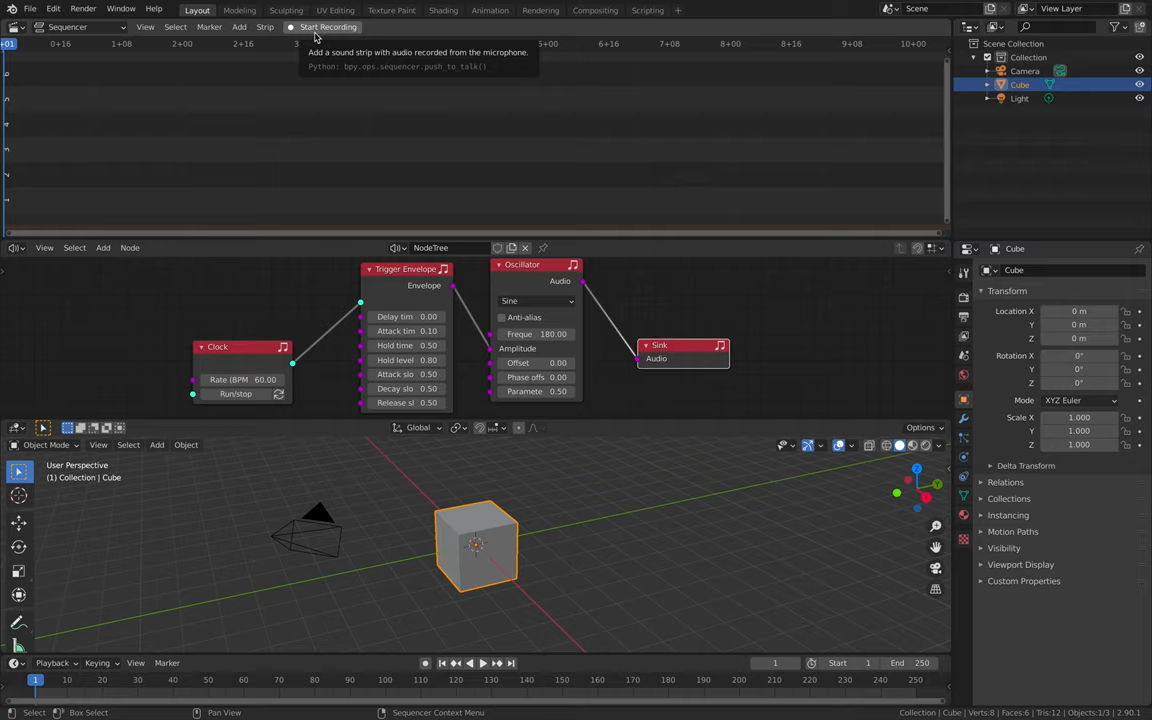 File Edit Render Window Help Layout Modeling Sculpting UV Editing Texture Paint Shading Animation Rendering Compositing Scripting Scene View Layer
Sequencer View Select Marker Add Strip Start Recording
+01 0+16 1+08 2+00 5+00 6+16 7+08 8+00 9+16 10+00
Add a sound strip with audio recorded from the microphone.
Python: bpy.ops.sequencer.push_to_talk()
6
5
4
3
2
1
Scene Collection
Collection
Camera
Cube
Light
View Select Add Node NodeTree
Clock
Rate (BPM 60.00
Run/stop
Trigger Envelope
Envelope
Delay tim 0.00
Attack tim 0.10
Hold time 0.50
Hold level 0.80
Attack slo 0.50
Decay slo 0.50
Release sl 0.50
Oscillator
Audio
Sine
Anti-alias
Freque 180.00
Amplitude
Offset 0.00
Phase offs 0.00
Paramete 0.50
Sink
Audio
Global Options
Object Mode View Select Add Object
User Perspective
(1) Collection | Cube
X
Y
Z
Cube
Cube
Transform
Location X 0 m
Y 0 m
Z 0 m
Rotation X 0°
Y 0°
Z 0°
Mode XYZ Euler
Scale X 1.000
Y 1.000
Z 1.000
Delta Transform
Relations
Collections
Instancing
Motion Paths
Visibility
Viewport Display
Custom Properties
Playback Keying View Marker 1 Start 1 End 250
1 10 20 30 40 50 60 70 80 90 100 110 120 130 140 150 160 170 180 190 200 210 220 230 240 250
Select Box Select Pan View Sequencer Context Menu Collection | Cube | Verts:8 | Faces:6 | Tris:12 | Objects:1/3 | 2.90.1